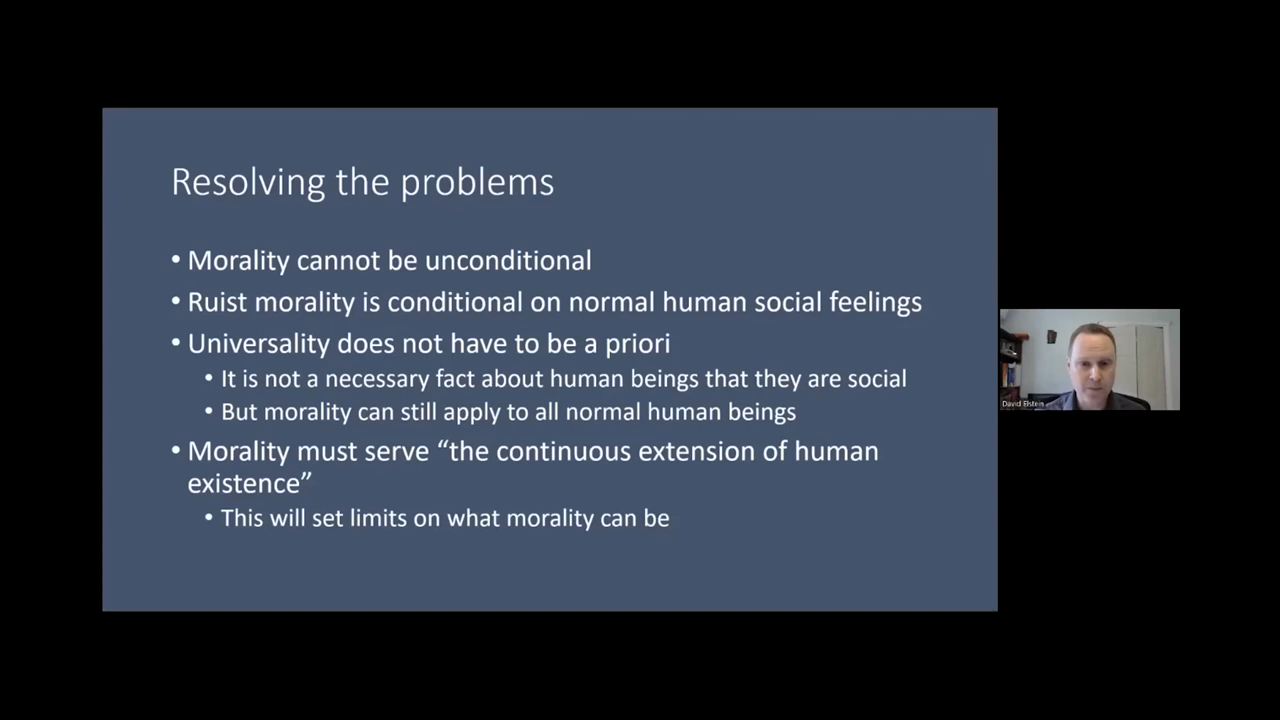 Resolving the problems
• Morality cannot be unconditional
• Ruist morality is conditional on normal human social feelings
• Universality does not have to be a priori
• It is not a necessary fact about human beings that they are social
• But morality can still apply to all normal human beings
• Morality must serve “the continuous extension of human
existence”
• This will set limits on what morality can be
David Elstein